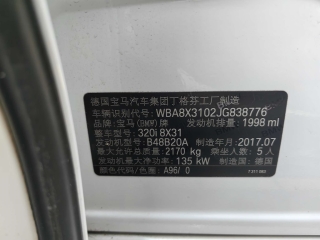 德国宝马汽车集团丁格芬工厂制造
车辆识别代号: WBA8X3102JG838776
品牌: 宝马(BMW)牌 发动机排量: 1998 ml
整车型号: 320i 8X31
发动机型号: B48B20A 制造年月: 2017.07
最大允许总质量: 2170 kg 乘坐人数: 5 人
发动机最大净功率: 135 kW 制造国: 德国
颜色代码/色素: A96/ 0